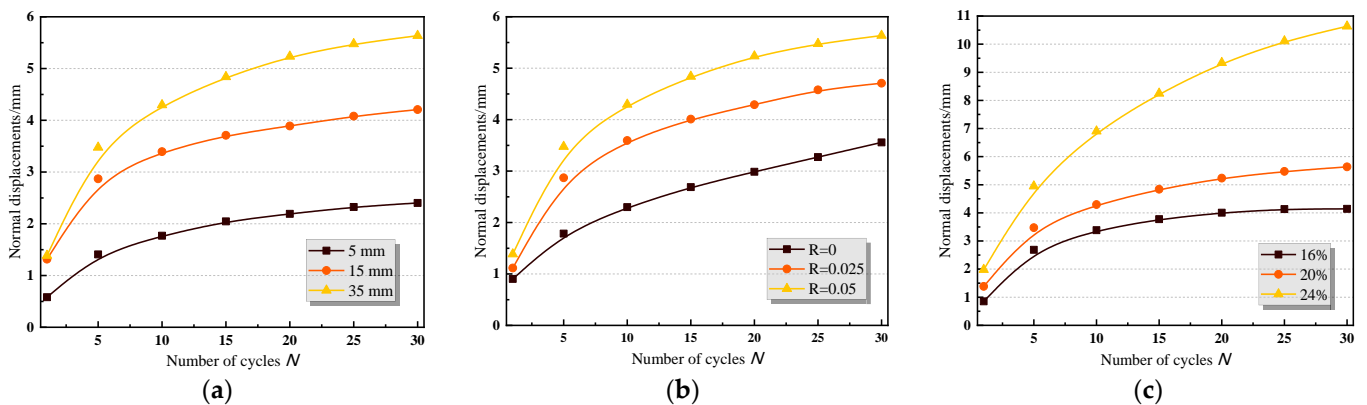 Normal displacements/mm
6
5
4
3
2
1
0
5 10 15 20 25 30
Number of cycles N
5 mm
15 mm
35 mm
(a)
Normal displacements/mm
6
5
4
3
2
1
0
5 10 15 20 25 30
Number of cycles N
R=0
R=0.025
R=0.05
(b)
Normal displacements/mm
11
10
9
8
7
6
5
4
3
2
1
0
5 10 15 20 25 30
Number of cycles N
16%
20%
24%
(c)